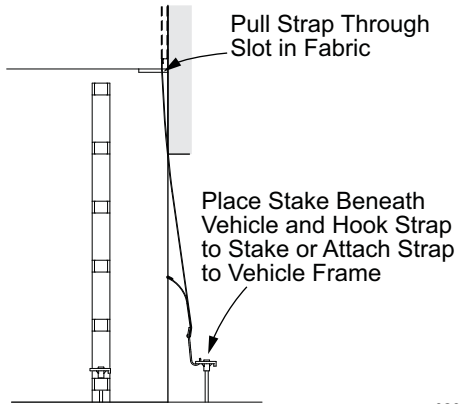 Pull Strap Through
Slot in Fabric
Place Stake Beneath
Vehicle and Hook Strap
to Stake or Attach Strap
to Vehicle Frame